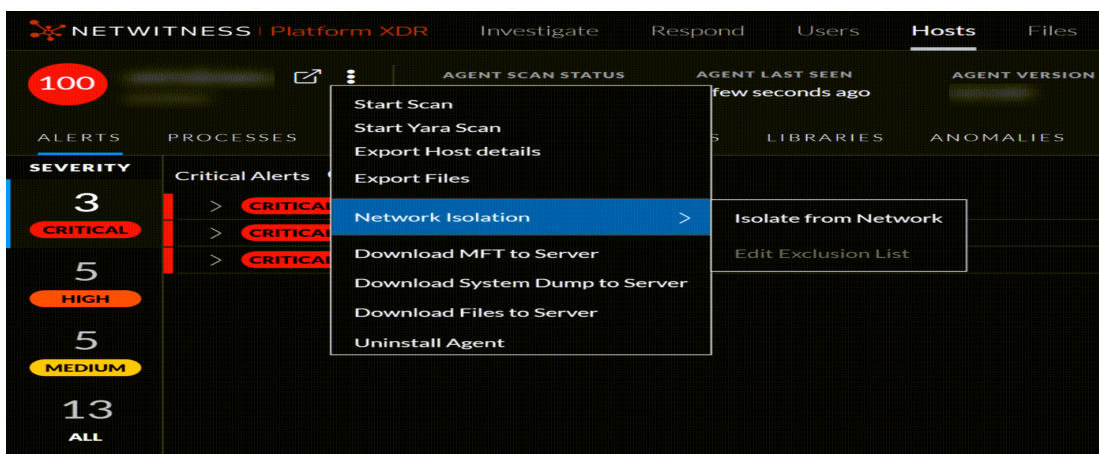 NETWITNESS | Platform XDR Investigate Respond Users Hosts Files
100 AGENT SCAN STATUS AGENT LAST SEEN AGENT VERSION
few seconds ago
ALERTS PROCESSES LIBRARIES ANOMALIES
SEVERITY
3
CRITICAL
5
HIGH
5
MEDIUM
13
ALL
Critical Alerts
CRITICAL
CRITICAL
CRITICAL
Start Scan
Start Yara Scan
Export Host details
Export Files
Network Isolation >
Download MFT to Server
Download System Dump to Server
Download Files to Server
Uninstall Agent
Isolate from Network
Edit Exclusion List